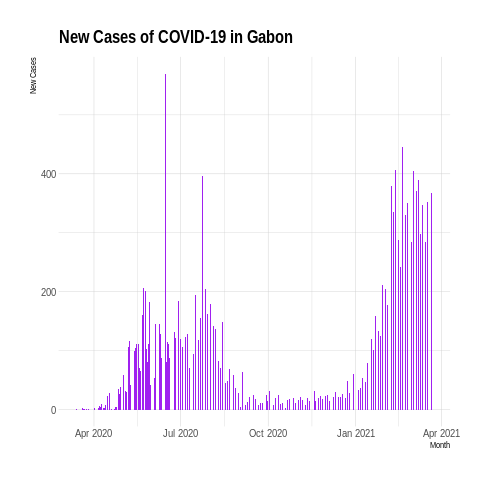 New Cases of COVID-19 in Gabon
New Cases
400
200
0
Apr 2020
Jul 2020
Oct 2020
Jan 2021
Apr 2021
Month